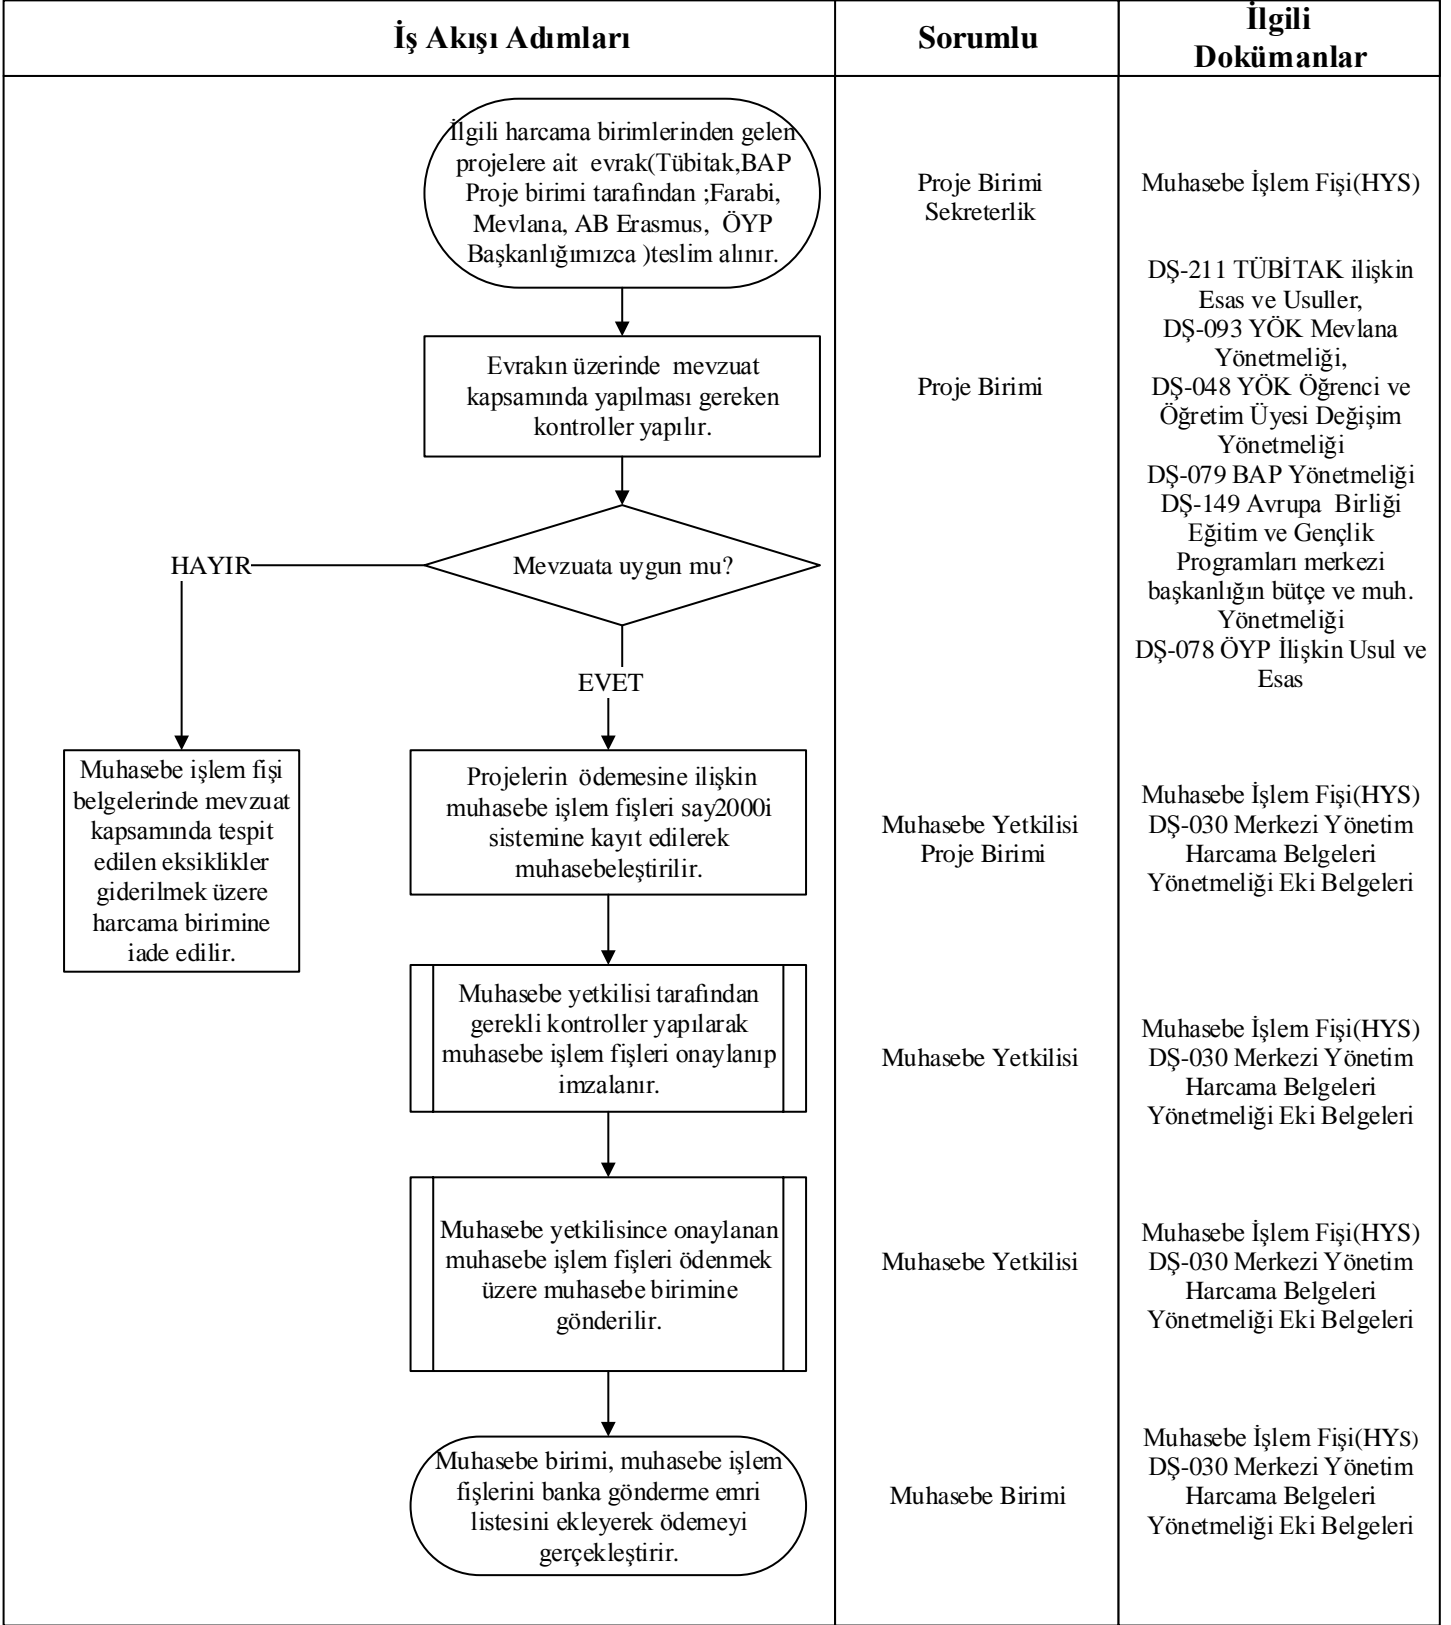 İş Akışı Adımları
Sorumlu
İlgili
Dokümanlar
İlgili harcama birimlerinden gelen
projelere ait evrak(Tübitak,BAP
Proje birimi tarafından ;Farabi,
Mevlana, AB Erasmus, ÖYP
Başkanlığımızca )teslim alınır.
Proje Birimi
Sekreterlik
Muhasebe İşlem Fişi(HYS)
Evrakın üzerinde mevzuat
kapsamında yapılması gereken
kontroller yapılır.
Proje Birimi
DŞ-211 TÜBİTAK ilişkin
Esas ve Usuller,
DŞ-093 YÖK Mevlana
Yönetmeliği,
DŞ-048 YÖK Öğrenci ve
Öğretim Üyesi Değişim
Yönetmeliği
DŞ-079 BAP Yönetmeliği
DŞ-149 Avrupa Birliği
Eğitim ve Gençlik
Programları merkezi
başkanlığın bütçe ve muh.
Yönetmeliği
DŞ-078 ÖYP İlişkin Usul ve
Esas
Mevzuata uygun mu?
HAYIR
EVET
Muhasebe işlem fişi
belgelerinde mevzuat
kapsamında tespit
edilen eksiklikler
giderilmek üzere
harcama birimine
iade edilir.
Projelerin ödemesine ilişkin
muhasebe işlem fişleri say2000i
sistemine kayıt edilerek
muhasebeleştirilir.
Muhasebe Yetkilisi
Proje Birimi
Muhasebe İşlem Fişi(HYS)
DŞ-030 Merkezi Yönetim
Harcama Belgeleri
Yönetmeliği Eki Belgeleri
Muhasebe yetkilisi tarafından
gerekli kontroller yapılarak
muhasebe işlem fişleri onaylanıp
imzalanır.
Muhasebe Yetkilisi
Muhasebe İşlem Fişi(HYS)
DŞ-030 Merkezi Yönetim
Harcama Belgeleri
Yönetmeliği Eki Belgeleri
Muhasebe yetkilisince onaylanan
muhasebe işlem fişleri ödenmek
üzere muhasebe birimine
gönderilir.
Muhasebe Yetkilisi
Muhasebe İşlem Fişi(HYS)
DŞ-030 Merkezi Yönetim
Harcama Belgeleri
Yönetmeliği Eki Belgeleri
Muhasebe birimi, muhasebe işlem
fişlerini banka gönderme emri
listesini ekleyerek ödemeyi
gerçekleştirir.
Muhasebe Birimi
Muhasebe İşlem Fişi(HYS)
DŞ-030 Merkezi Yönetim
Harcama Belgeleri
Yönetmeliği Eki Belgeleri